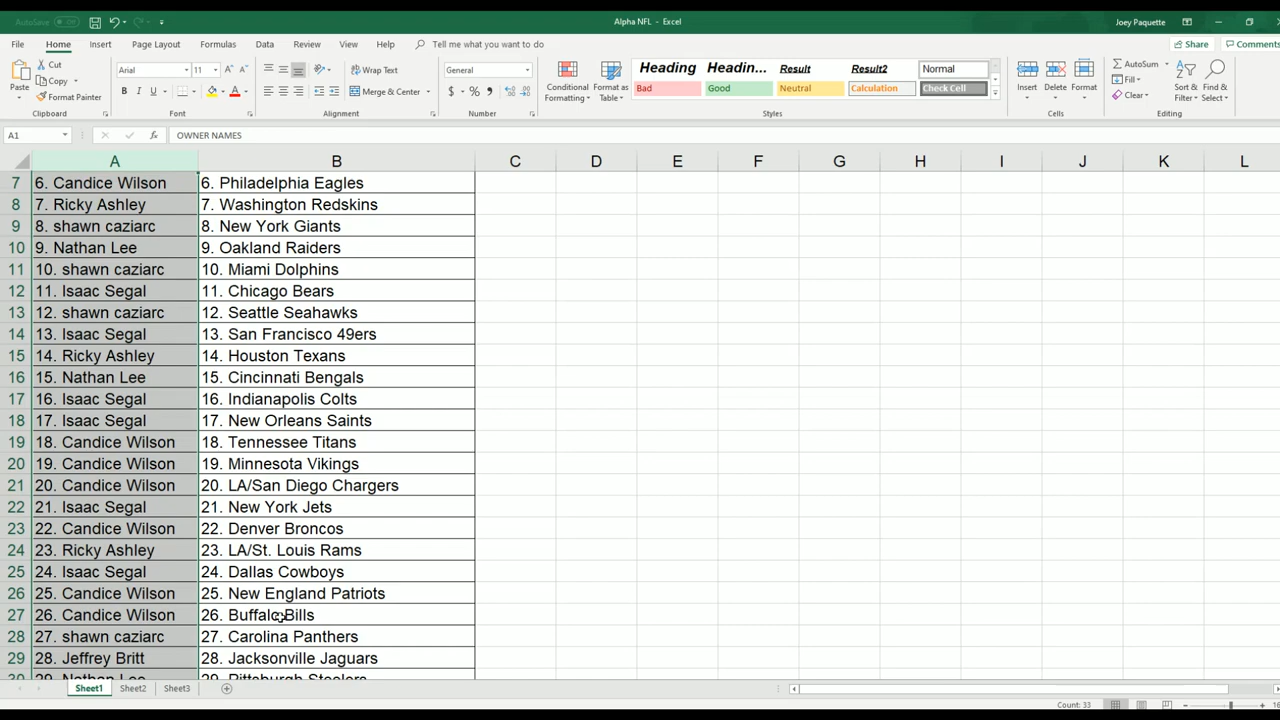 AutoSave Off Alpha NFL - Excel Joey Paquette
File Home Insert Page Layout Formulas Data Review View Help Tell me what you want to do Share Comments
Paste Cut Copy Format Painter Clipboard
Arial 11 Font
Wrap Text Merge & Center Alignment
General Number
Conditional Formatting Format as Table
Heading Headin... Result Result2 Normal
Bad Good Neutral Calculation Check Cell
Styles
Insert Delete Format Cells
AutoSum Fill Clear Sort & Filter Find & Select Editing
A1 fx OWNER NAMES
A B C D E F G H I J K L
7 6. Candice Wilson 6. Philadelphia Eagles
8 7. Ricky Ashley 7. Washington Redskins
9 8. shawn caziarc 8. New York Giants
10 9. Nathan Lee 9. Oakland Raiders
11 10. shawn caziarc 10. Miami Dolphins
12 11. Isaac Segal 11. Chicago Bears
13 12. shawn caziarc 12. Seattle Seahawks
14 13. Isaac Segal 13. San Francisco 49ers
15 14. Ricky Ashley 14. Houston Texans
16 15. Nathan Lee 15. Cincinnati Bengals
17 16. Isaac Segal 16. Indianapolis Colts
18 17. Isaac Segal 17. New Orleans Saints
19 18. Candice Wilson 18. Tennessee Titans
20 19. Candice Wilson 19. Minnesota Vikings
21 20. Candice Wilson 20. LA/San Diego Chargers
22 21. Isaac Segal 21. New York Jets
23 22. Candice Wilson 22. Denver Broncos
24 23. Ricky Ashley 23. LA/St. Louis Rams
25 24. Isaac Segal 24. Dallas Cowboys
26 25. Candice Wilson 25. New England Patriots
27 26. Candice Wilson 26. Buffalo Bills
28 27. shawn caziarc 27. Carolina Panthers
29 28. Jeffrey Britt 28. Jacksonville Jaguars
30 29. Nathan Lee 29. Pittsburgh Steelers
Sheet1 Sheet2 Sheet3
Count: 33